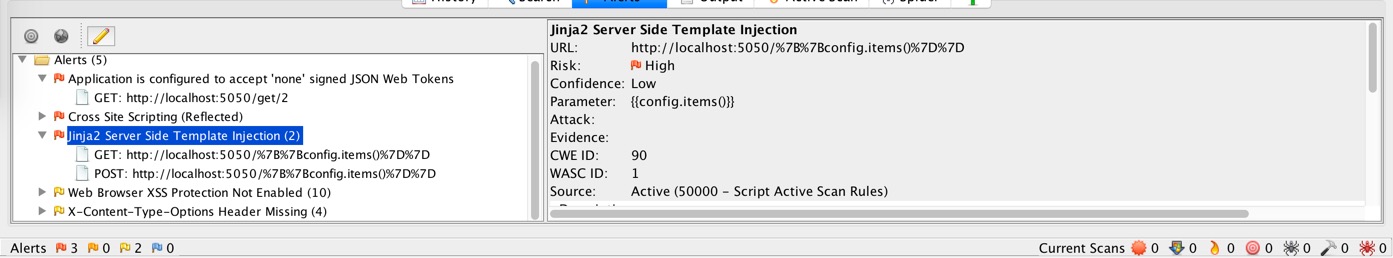 History Search Alerts Output Active Scan Spider
Alerts (5)
Application is configured to accept 'none' signed JSON Web Tokens
GET: http://localhost:5050/get/2
Cross Site Scripting (Reflected)
Jinja2 Server Side Template Injection (2)
GET: http://localhost:5050/%7B%7Bconfig.items()%7D%7D
POST: http://localhost:5050/%7B%7Bconfig.items()%7D%7D
Web Browser XSS Protection Not Enabled (10)
X-Content-Type-Options Header Missing (4)
Jinja2 Server Side Template Injection
URL: http://localhost:5050/%7B%7Bconfig.items()%7D%7D
Risk: High
Confidence: Low
Parameter: {{config.items()}}
Attack:
Evidence:
CWE ID: 90
WASC ID: 1
Source: Active (50000 - Script Active Scan Rules)
Alerts 3 0 2 0
Current Scans 0 0 0 0 0 0 0